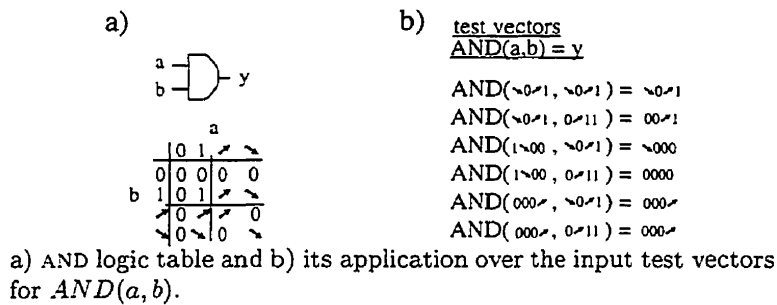 a)
a
b
y
a
0 1 ↗ ↘
0 0 0 0 0
b 1 0 1 ↗ ↘
↗ 0 ↗ ↗ 0
↘ 0 ↘ 0 ↘
b)
test vectors
AND(a,b) = y
AND(↘0↗1 , ↘0↗1 ) = ↘0↗1
AND(↘0↗1 , 0↗11 ) = 00↗1
AND(1↘00 , ↘0↗1 ) = ↘000
AND(1↘00 , 0↗11 ) = 0000
AND( 000↗ , ↘0↗1 ) = 000↗
AND( 000↗ , 0↗11 ) = 000↗
a) AND logic table and b) its application over the input test vectors
for AND(a, b).